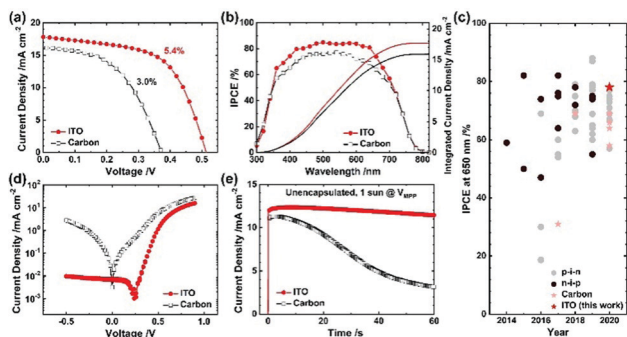 (a)
20
15
10
5
0
0.0 0.1 0.2 0.3 0.4 0.5
Current Density /mA cm⁻²
Voltage /V
5.4%
3.0%
ITO
Carbon
(b)
100
80
60
40
20
0
300 400 500 600 700 800
IPCE /%
Wavelength /nm
20
18
16
14
12
10
8
6
4
2
0
Integrated Current Density /mA cm⁻²
ITO
Carbon
(c)
100
80
60
40
20
0
2014 2016 2018 2020
IPCE at 650 nm /%
Year
p-i-n
n-i-p
Carbon
ITO (this work)
(d)
10²
10¹
10⁰
10⁻¹
10⁻²
10⁻³
-0.5 0.0 0.5 1.0
Current Density /mA cm⁻²
Voltage /V
ITO
Carbon
(e)
15
10
5
0
0 20 40 60
Current Density /mA cm⁻²
Time /s
Unencapsulated, 1 sun @ VMPP
ITO
Carbon